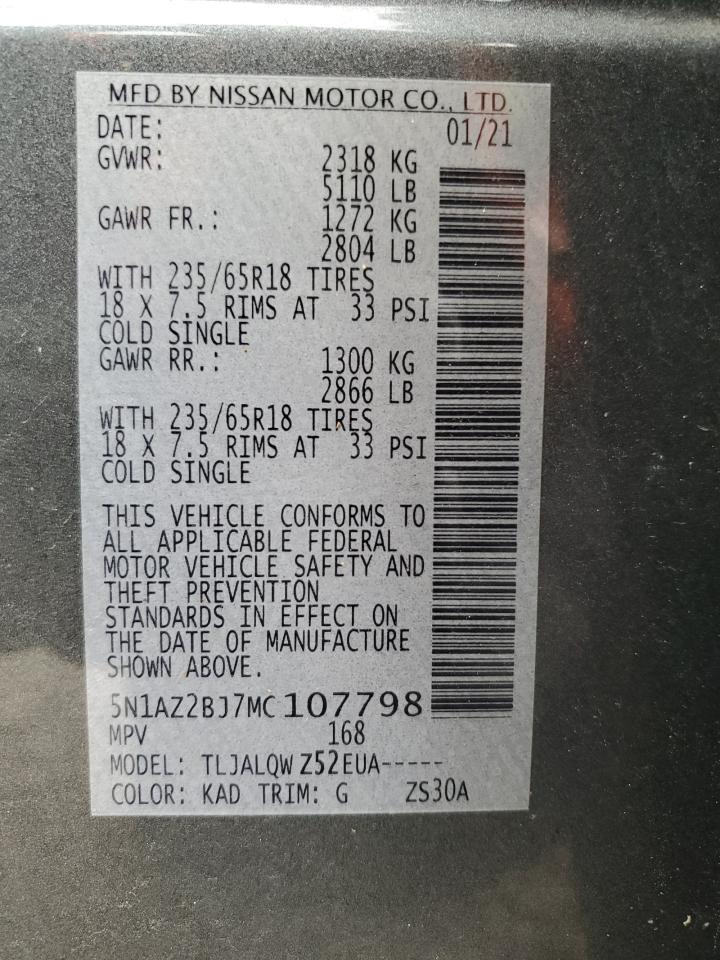 MFD BY NISSAN MOTOR CO., LTD.
DATE: 01/21
GVWR: 2318 KG
5110 LB
GAWR FR.: 1272 KG
2804 LB
WITH 235/65R18 TIRES
18 X 7.5 RIMS AT 33 PSI
COLD SINGLE
GAWR RR.: 1300 KG
2866 LB
WITH 235/65R18 TIRES
18 X 7.5 RIMS AT 33 PSI
COLD SINGLE
THIS VEHICLE CONFORMS TO
ALL APPLICABLE FEDERAL
MOTOR VEHICLE SAFETY AND
THEFT PREVENTION
STANDARDS IN EFFECT ON
THE DATE OF MANUFACTURE
SHOWN ABOVE.
5N1AZ2BJ7MC107798
MPV 168
MODEL: TLJALQW Z52EUA-----
COLOR: KAD TRIM: G ZS30A